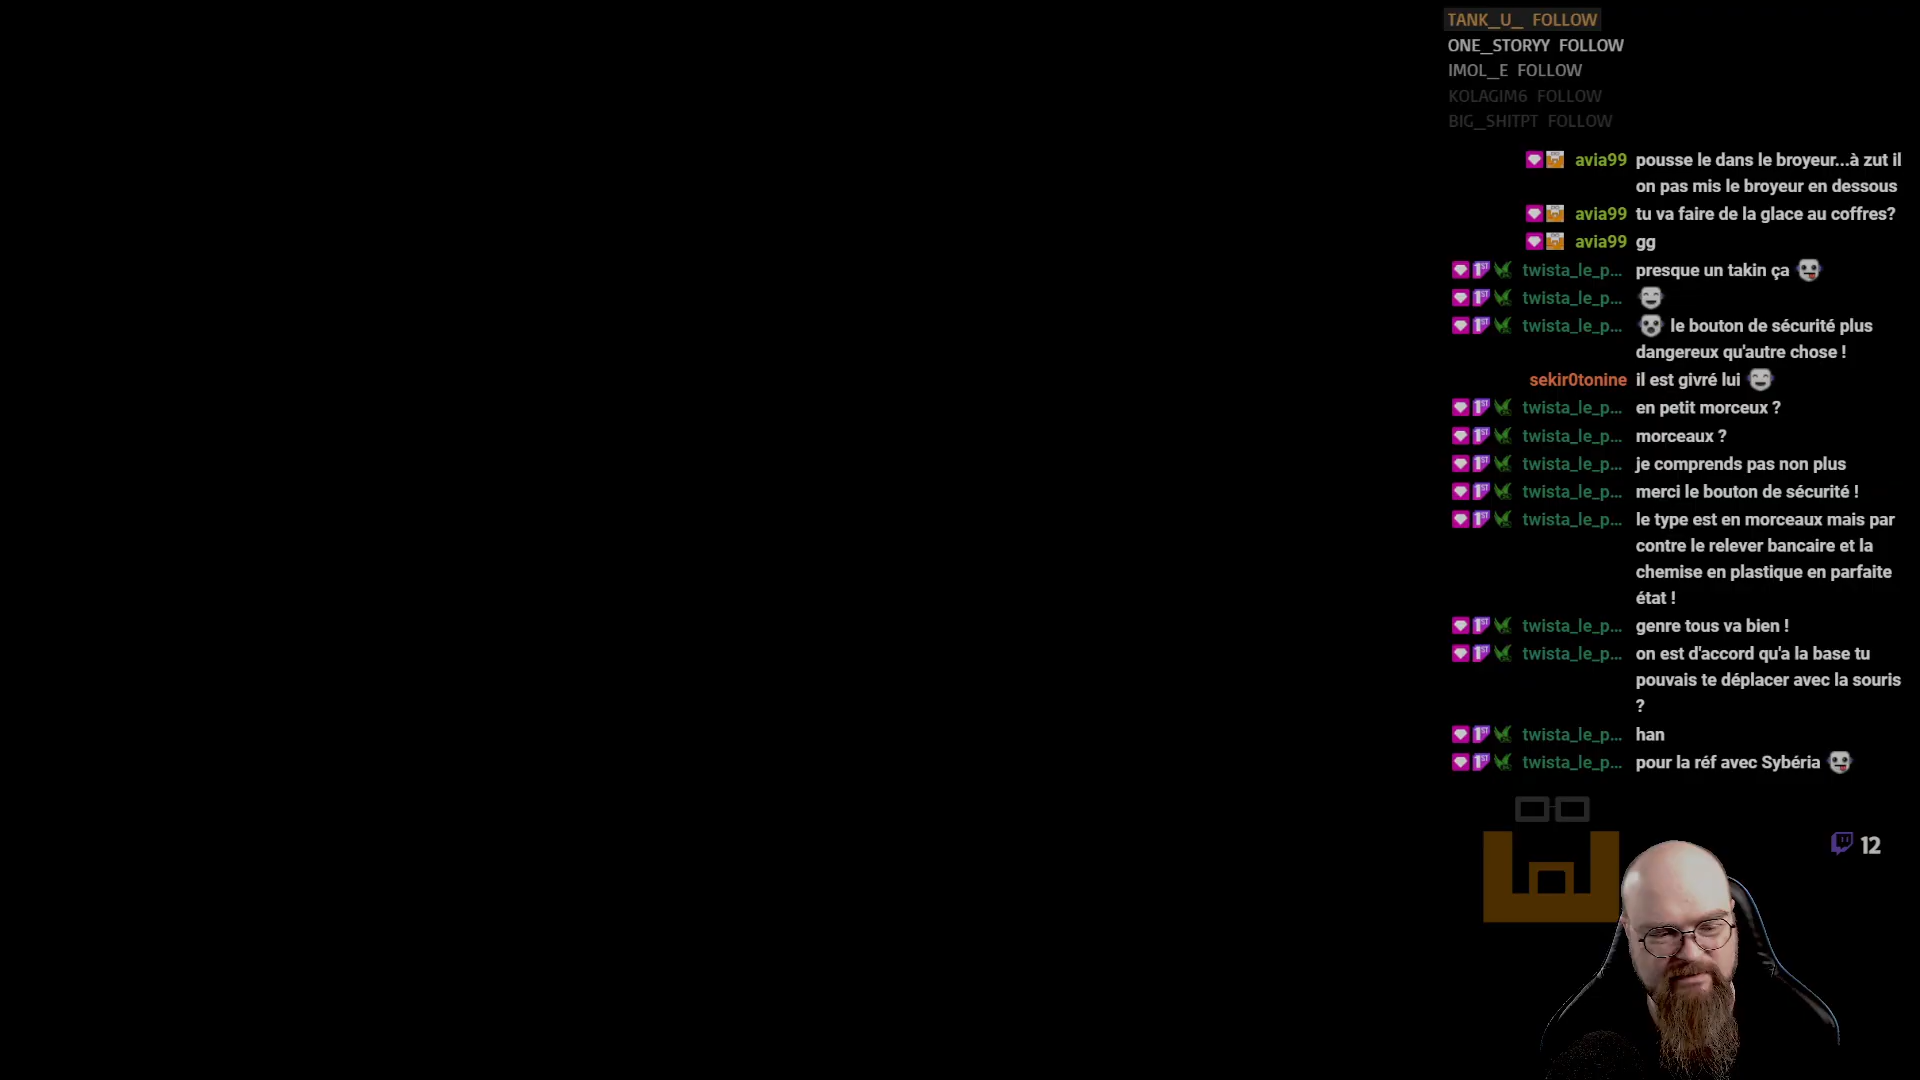 TANK_U_ FOLLOW
ONE_STORYY FOLLOW
IMOL_E FOLLOW
KOLAGIM6 FOLLOW
BIG_SHITPT FOLLOW
avia99 pousse le dans le broyeur...à zut il
on pas mis le broyeur en dessous
avia99 tu va faire de la glace au coffres?
avia99 gg
twista_le_p... presque un takin ça
twista_le_p...
twista_le_p... le bouton de sécurité plus
dangereux qu'autre chose !
sekir0tonine il est givré lui
twista_le_p... en petit morceux ?
twista_le_p... morceaux ?
twista_le_p... je comprends pas non plus
twista_le_p... merci le bouton de sécurité !
twista_le_p... le type est en morceaux mais par
contre le relever bancaire et la
chemise en plastique en parfaite
état !
twista_le_p... genre tous va bien !
twista_le_p... on est d'accord qu'a la base tu
pouvais te déplacer avec la souris
?
twista_le_p... han
twista_le_p... pour la réf avec Sybéria
12